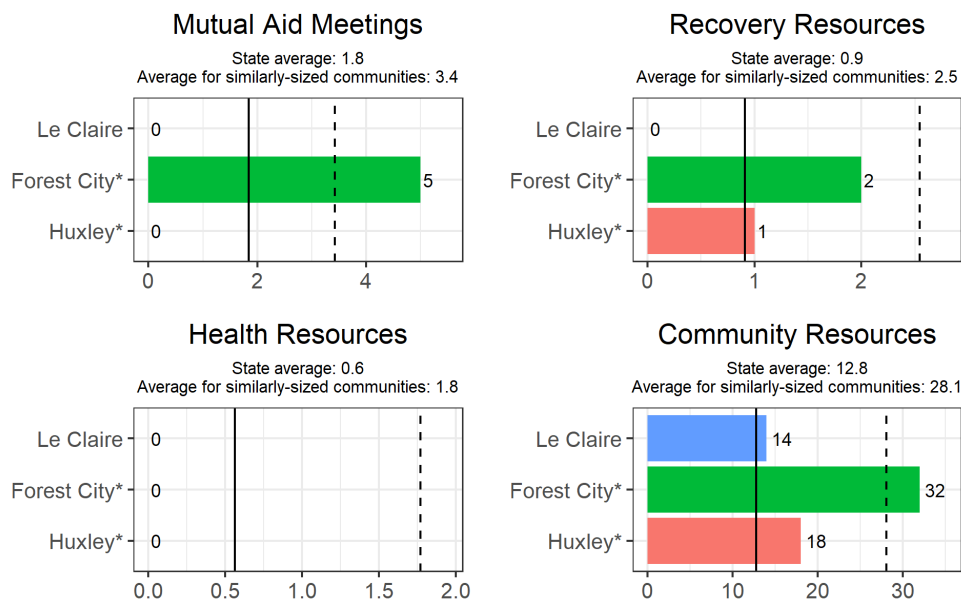 Mutual Aid Meetings
State average: 1.8
Average for similarly-sized communities: 3.4
Le Claire
0
Forest City*
5
Huxley*
0
0
2
4
Recovery Resources
State average: 0.9
Average for similarly-sized communities: 2.5
Le Claire
0
Forest City*
2
Huxley*
1
0
1
2
Health Resources
State average: 0.6
Average for similarly-sized communities: 1.8
Le Claire
0
Forest City*
0
Huxley*
0
0.0
0.5
1.0
1.5
2.0
Community Resources
State average: 12.8
Average for similarly-sized communities: 28.1
Le Claire
14
Forest City*
32
Huxley*
18
0
10
20
30